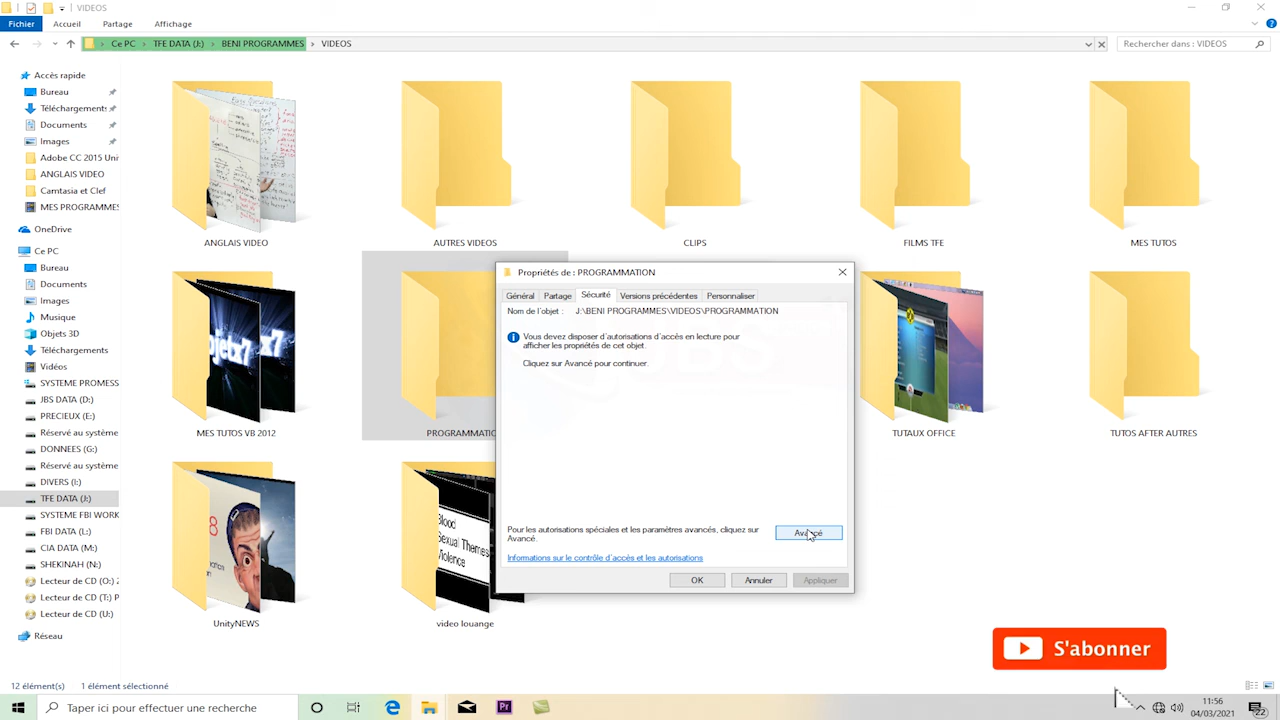 VIDEOS
Fichier
Accueil
Partage
Affichage
Ce PC
TFE DATA (J:)
BENI PROGRAMMES
VIDEOS
Rechercher dans : VIDEOS
Accès rapide
Bureau
Téléchargements
Documents
Images
Adobe CC 2015 Uni
ANGLAIS VIDEO
Camtasia et Clef
MES PROGRAMMES
OneDrive
Ce PC
Bureau
Documents
Images
Musique
Objets 3D
Téléchargements
Vidéos
SYSTEME PROMESS
JBS DATA (D:)
PRECIEUX (E:)
Réservé au système
DONNEES (G:)
Réservé au système
DIVERS (I:)
TFE DATA (J:)
SYSTEME FBI WORK
FBI DATA (L:)
CIA DATA (M:)
SHEKINAH (N:)
Lecteur de CD (O:) 2
Lecteur de CD (T:) P
Lecteur de CD (U:)
Réseau
ANGLAIS VIDEO
AUTRES VIDEOS
CLIPS
FILMS TFE
MES TUTOS
MES TUTOS VB 2012
PROGRAMMATIO
TUTAUX OFFICE
TUTOS AFTER AUTRES
UnityNEWS
Blood
Sexual Themes
Violence
video louange
Propriétés de : PROGRAMMATION
Général
Partage
Sécurité
Versions précédentes
Personnaliser
Nom de l'objet : J:\BENI PROGRAMMES\VIDEOS\PROGRAMMATION
Vous devez disposer d'autorisations d'accès en lecture pour
afficher les propriétés de cet objet.
Cliquez sur Avancé pour continuer.
Pour les autorisations spéciales et les paramètres avancés, cliquez sur
Avancé.
Avancé
Informations sur le contrôle d'accès et les autorisations
OK
Annuler
Appliquer
S'abonner
12 élément(s)
1 élément sélectionné
Taper ici pour effectuer une recherche
Pr
11:56
04/03/2021
22